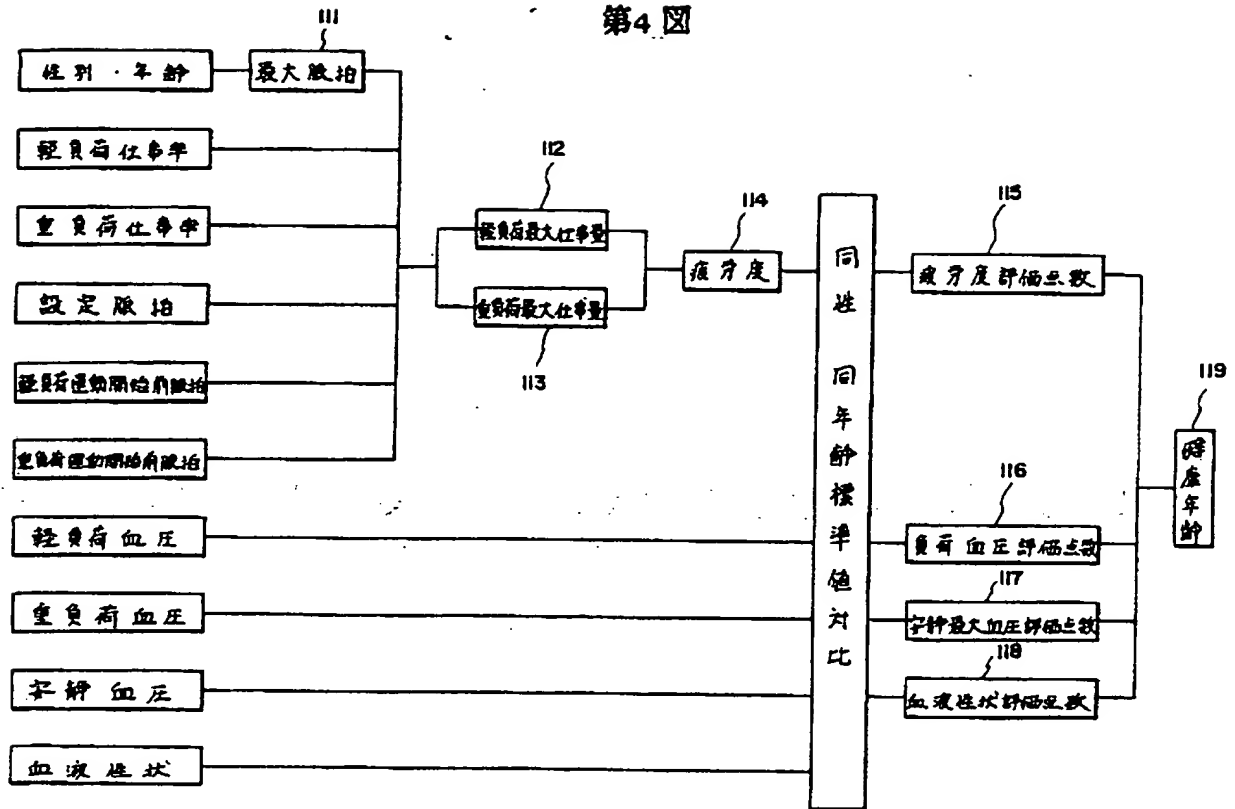 第4図
111
性別・年齢
最大脈拍
軽負荷仕事率
重負荷仕事率
設定脈拍
軽負荷運動開始前脈拍
重負荷運動開始前脈拍
軽負荷血圧
重負荷血圧
安静血圧
血液性状
112
軽負荷最大仕事量
重負荷最大仕事量
113
114
疲労度
同性 同年齢標準値対比
115
疲労度評価点数
116
負荷血圧評価点数
117
安静最大血圧評価点数
118
血液性状評価点数
119
健康年齢